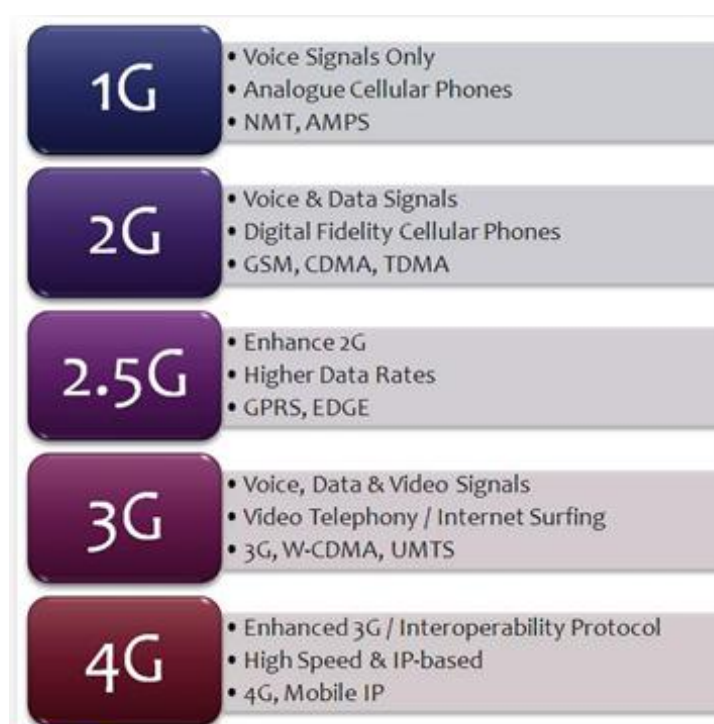 1G
• Voice Signals Only
• Analogue Cellular Phones
• NMT, AMPS
2G
• Voice & Data Signals
• Digital Fidelity Cellular Phones
• GSM, CDMA, TDMA
2.5G
• Enhance 2G
• Higher Data Rates
• GPRS, EDGE
3G
• Voice, Data & Video Signals
• Video Telephony / Internet Surfing
• 3G, W-CDMA, UMTS
4G
• Enhanced 3G / Interoperability Protocol
• High Speed & IP-based
• 4G, Mobile IP